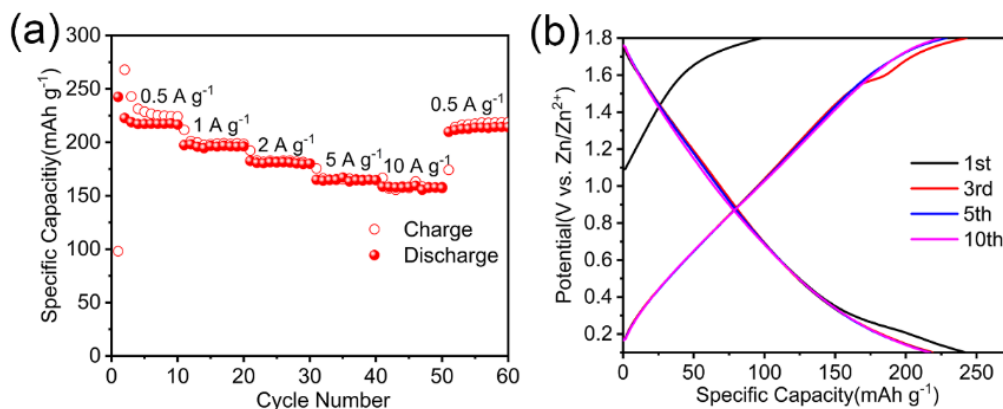 (a)
Specific Capacitiy(mAh g⁻¹)
300
250
200
150
100
50
0
0.5 A g⁻¹
1 A g⁻¹
2 A g⁻¹
5 A g⁻¹
10 A g⁻¹
0.5 A g⁻¹
Charge
Discharge
0 10 20 30 40 50 60
Cycle Number
(b)
Potential(V vs. Zn/Zn²⁺)
1.8
1.6
1.4
1.2
1.0
0.8
0.6
0.4
0.2
1st
3rd
5th
10th
0 50 100 150 200 250
Specific Capacity(mAh g⁻¹)